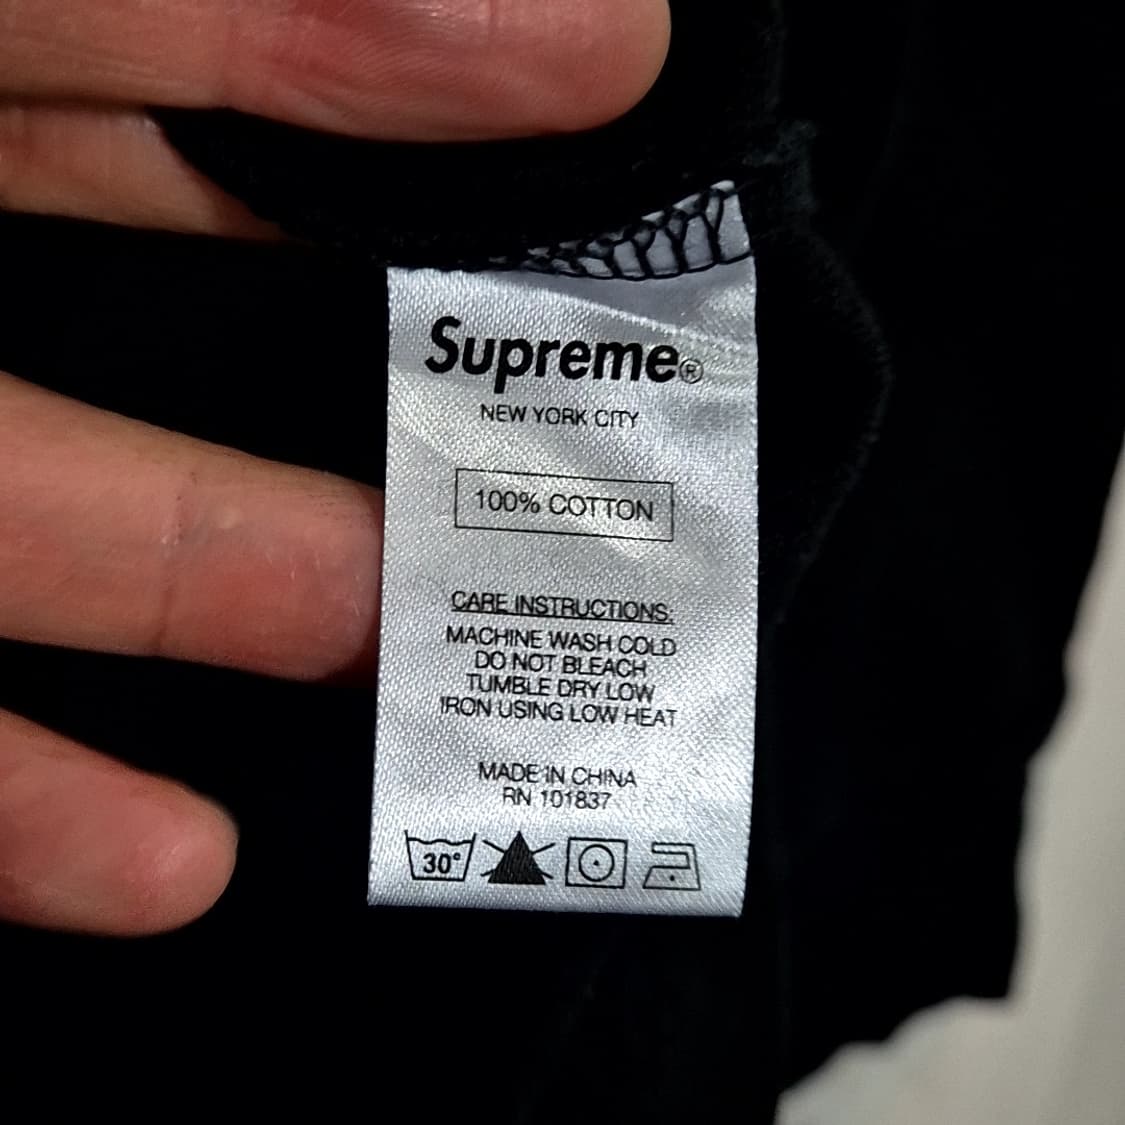 Supreme®
NEW YORK CITY
100% COTTON
CARE INSTRUCTIONS:
MACHINE WASH COLD
DO NOT BLEACH
TUMBLE DRY LOW
IRON USING LOW HEAT
MADE IN CHINA
RN 101837
30°